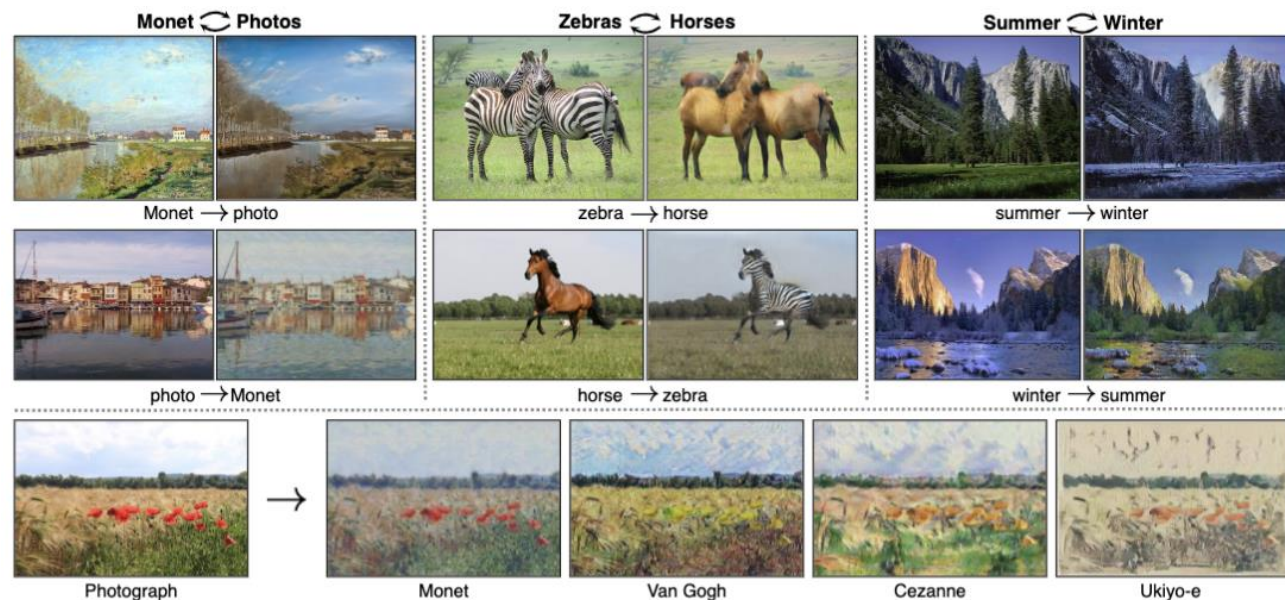 Monet Photos
Zebras Horses
Summer Winter
Monet → photo
zebra → horse
summer → winter
photo → Monet
horse → zebra
winter → summer
Photograph
Monet
Van Gogh
Cezanne
Ukiyo-e